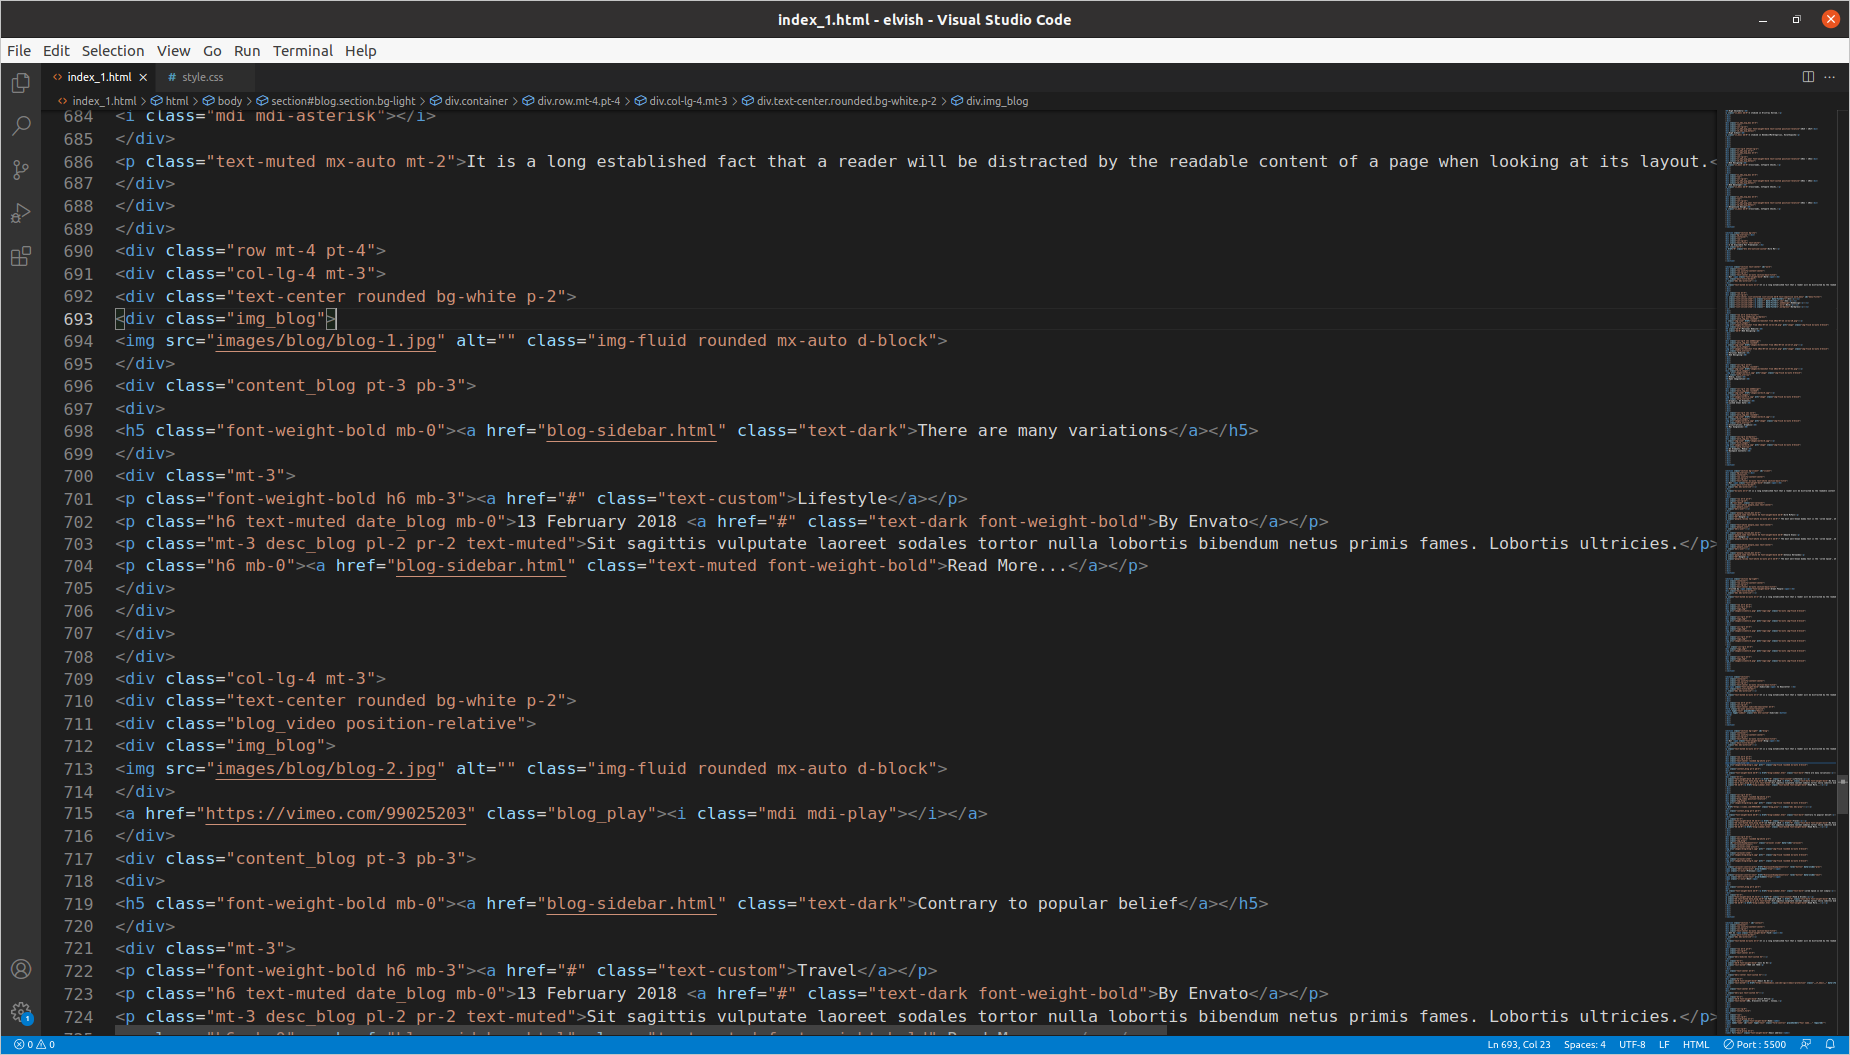 index_1.html - elvish - Visual Studio Code
File Edit Selection View Go Run Terminal Help
index_1.html style.css
index_1.html > html > body > section#blog.section.bg-light > div.container > div.row.mt-4.pt-4 > div.col-lg-4.mt-3 > div.text-center.rounded.bg-white.p-2 > div.img_blog
684 <i class="mdi mdi-asterisk"></i>
685 </div>
686 <p class="text-muted mx-auto mt-2">It is a long established fact that a reader will be distracted by the readable content of a page when looking at its layout.<
687 </div>
688 </div>
689 </div>
690 <div class="row mt-4 pt-4">
691 <div class="col-lg-4 mt-3">
692 <div class="text-center rounded bg-white p-2">
693 <div class="img_blog">
694 <img src="images/blog/blog-1.jpg" alt="" class="img-fluid rounded mx-auto d-block">
695 </div>
696 <div class="content_blog pt-3 pb-3">
697 <div>
698 <h5 class="font-weight-bold mb-0"><a href="blog-sidebar.html" class="text-dark">There are many variations</a></h5>
699 </div>
700 <div class="mt-3">
701 <p class="font-weight-bold h6 mb-3"><a href="#" class="text-custom">Lifestyle</a></p>
702 <p class="h6 text-muted date_blog mb-0">13 February 2018 <a href="#" class="text-dark font-weight-bold">By Envato</a></p>
703 <p class="mt-3 desc_blog pl-2 pr-2 text-muted">Sit sagittis vulputate laoreet sodales tortor nulla lobortis bibendum netus primis fames. Lobortis ultricies.</p>
704 <p class="h6 mb-0"><a href="blog-sidebar.html" class="text-muted font-weight-bold">Read More...</a></p>
705 </div>
706 </div>
707 </div>
708 </div>
709 <div class="col-lg-4 mt-3">
710 <div class="text-center rounded bg-white p-2">
711 <div class="blog_video position-relative">
712 <div class="img_blog">
713 <img src="images/blog/blog-2.jpg" alt="" class="img-fluid rounded mx-auto d-block">
714 </div>
715 <a href="https://vimeo.com/99025203" class="blog_play"><i class="mdi mdi-play"></i></a>
716 </div>
717 <div class="content_blog pt-3 pb-3">
718 <div>
719 <h5 class="font-weight-bold mb-0"><a href="blog-sidebar.html" class="text-dark">Contrary to popular belief</a></h5>
720 </div>
721 <div class="mt-3">
722 <p class="font-weight-bold h6 mb-3"><a href="#" class="text-custom">Travel</a></p>
723 <p class="h6 text-muted date_blog mb-0">13 February 2018 <a href="#" class="text-dark font-weight-bold">By Envato</a></p>
724 <p class="mt-3 desc_blog pl-2 pr-2 text-muted">Sit sagittis vulputate laoreet sodales tortor nulla lobortis bibendum netus primis fames. Lobortis ultricies.</p>
1
0 0 Ln 693, Col 23 Spaces: 4 UTF-8 LF HTML Port : 5500